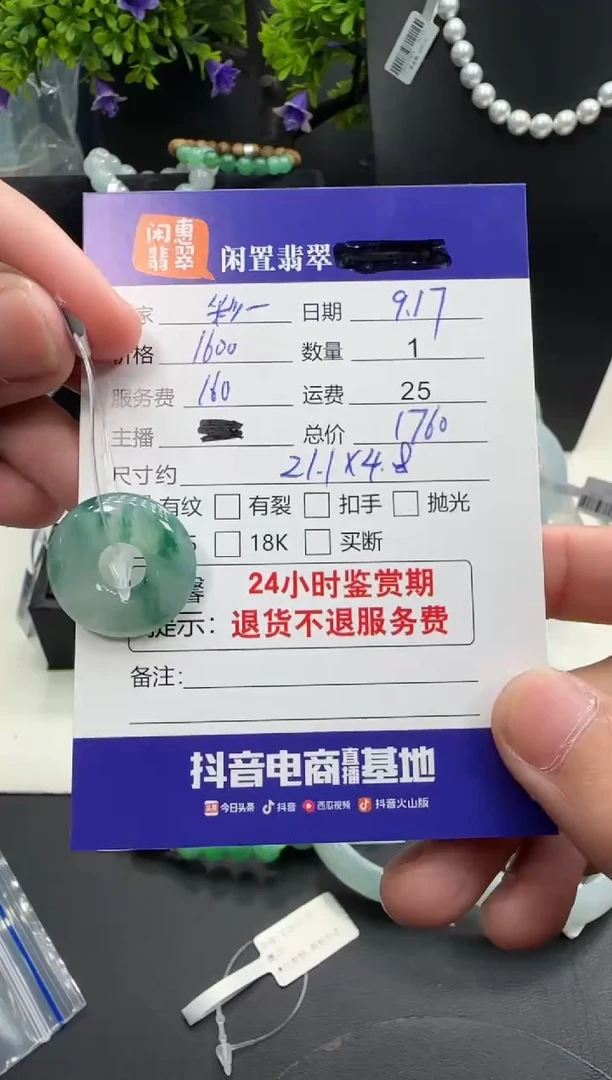 闲惠
翡翠
闲置翡翠
家 日期 9.17
价格 1600 数量 1
服务费 160 运费 25
主播 总价 1760
尺寸约 21.1X4.8
有纹 有裂 扣手 抛光
18K 买断
馨 24小时鉴赏期
提示: 退货不退服务费
备注:
抖音电商直播基地
头条 今日头条 抖音 西瓜视频 抖音火山版